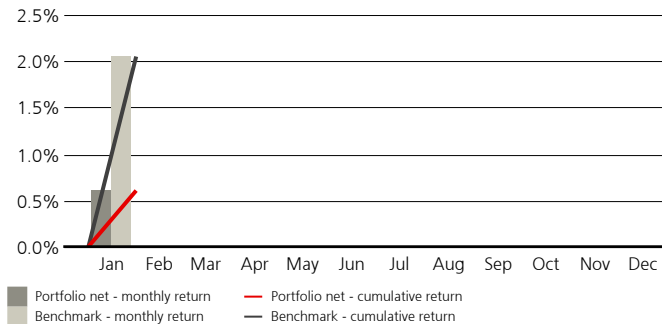 2.5%
2.0%
1.5%
1.0%
0.5%
0.0%
Jan Feb Mar Apr May Jun Jul Aug Sep Oct Nov Dec
Portfolio net - monthly return Portfolio net - cumulative return
Benchmark - monthly return Benchmark - cumulative return